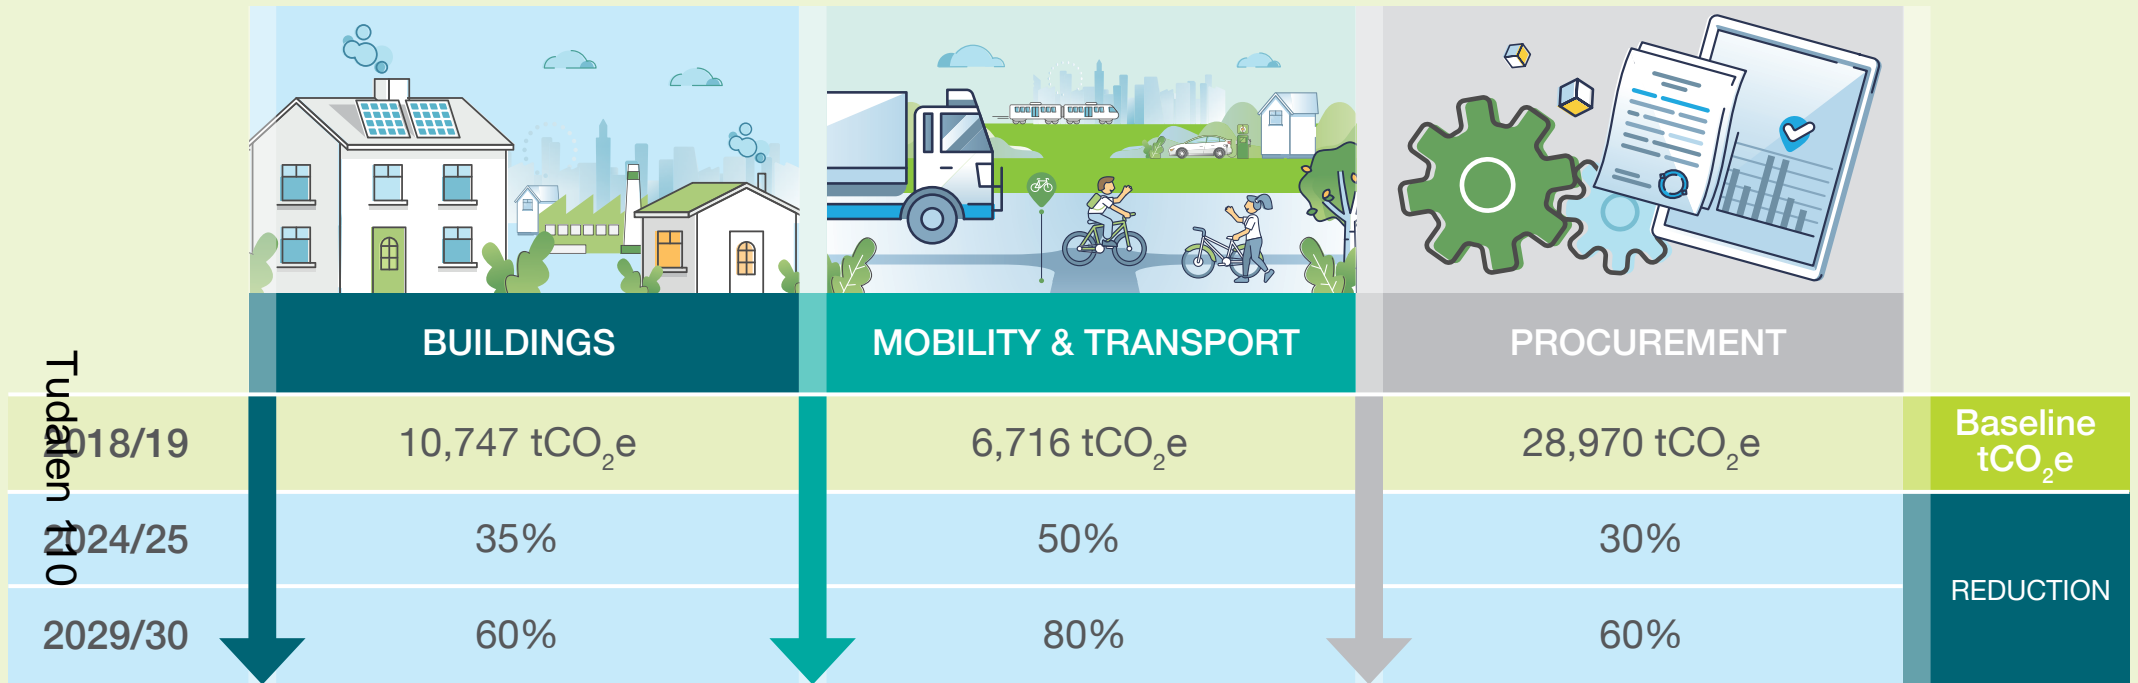 BUILDINGS
MOBILITY & TRANSPORT
PROCUREMENT
2018/19
10,747 tCO₂e
6,716 tCO₂e
28,970 tCO₂e
Baseline
tCO₂e
2024/25
35%
50%
30%
REDUCTION
2029/30
60%
80%
60%
Tudalen 110